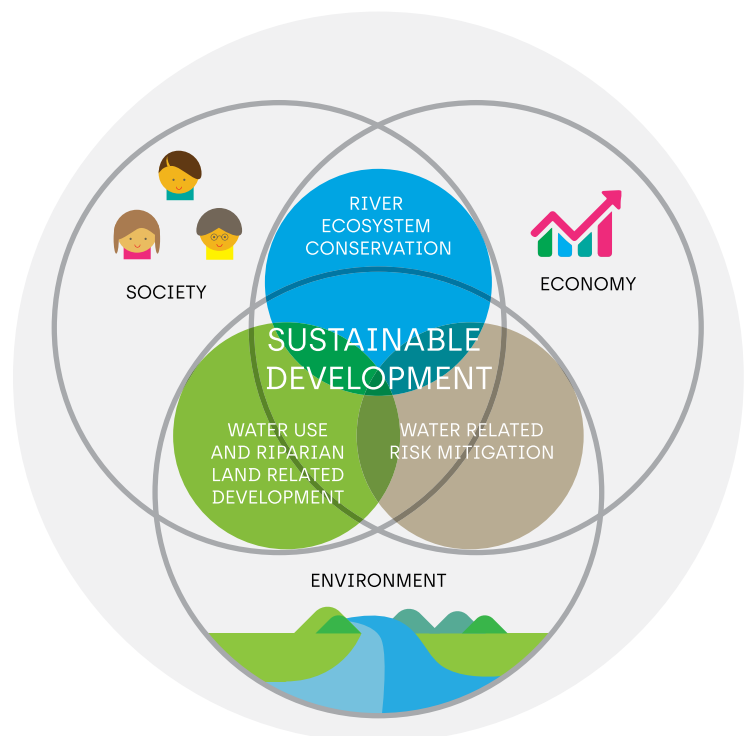 RIVER
ECOSYSTEM
CONSERVATION
SOCIETY
ECONOMY
SUSTAINABLE
DEVELOPMENT
WATER USE
AND RIPARIAN
LAND RELATED
DEVELOPMENT
WATER RELATED
RISK MITIGATION
ENVIRONMENT